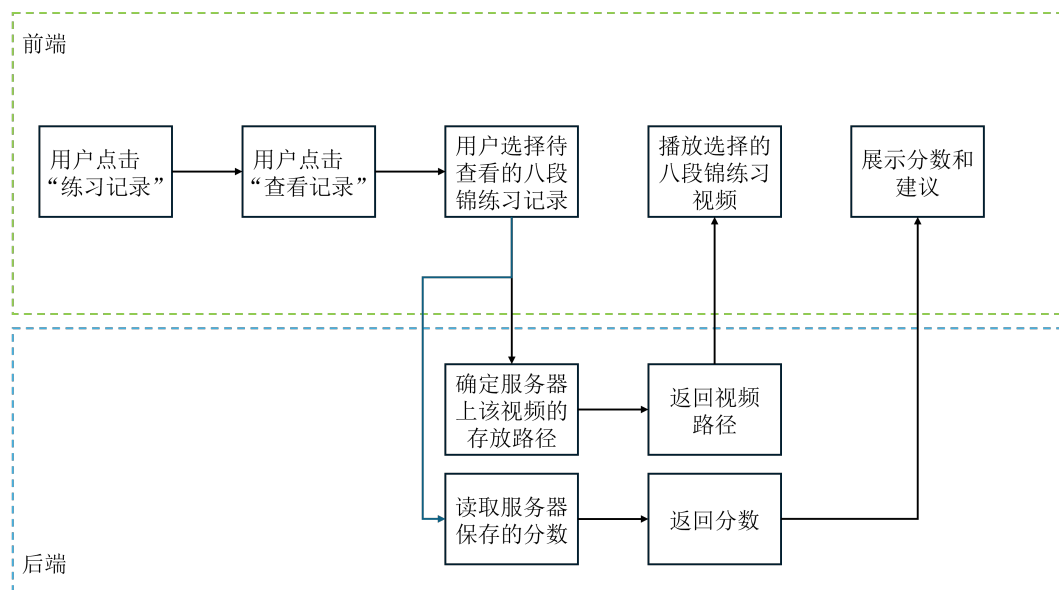 前端
用户点击
“练习记录”
用户点击
“查看记录”
用户选择待
查看的八段
锦练习记录
播放选择的
八段锦练习
视频
展示分数和
建议
确定服务器
上该视频的
存放路径
返回视频
路径
读取服务器
保存的分数
返回分数
后端